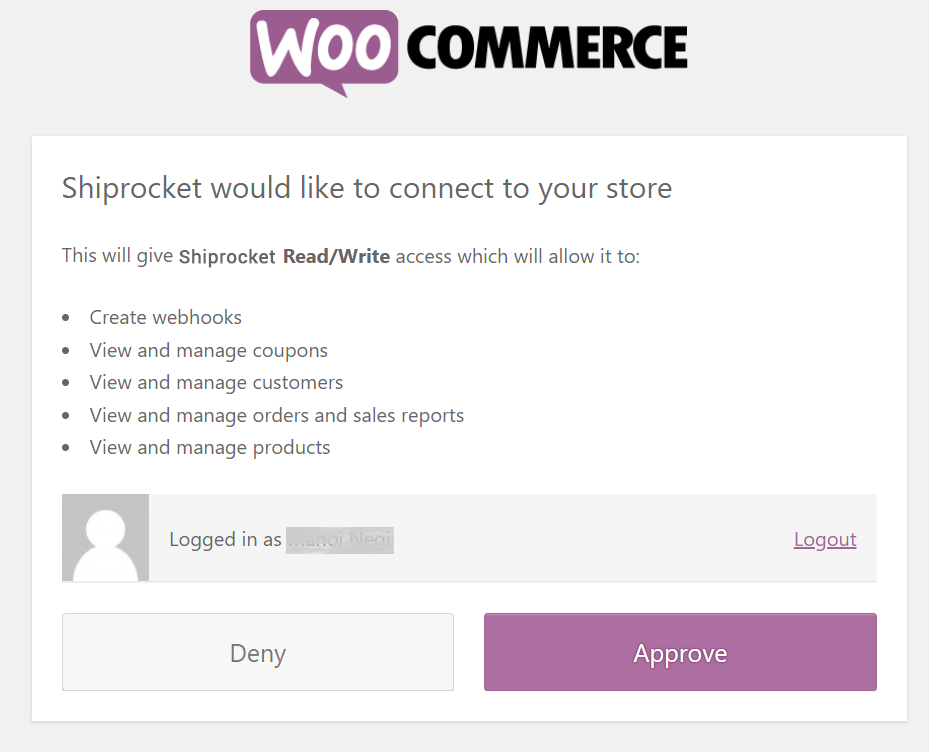 WOO COMMERCE
Shiprocket would like to connect to your store
This will give Shiprocket Read/Write access which will allow it to:
• Create webhooks
• View and manage coupons
• View and manage customers
• View and manage orders and sales reports
• View and manage products
Logged in as
Logout
Deny
Approve